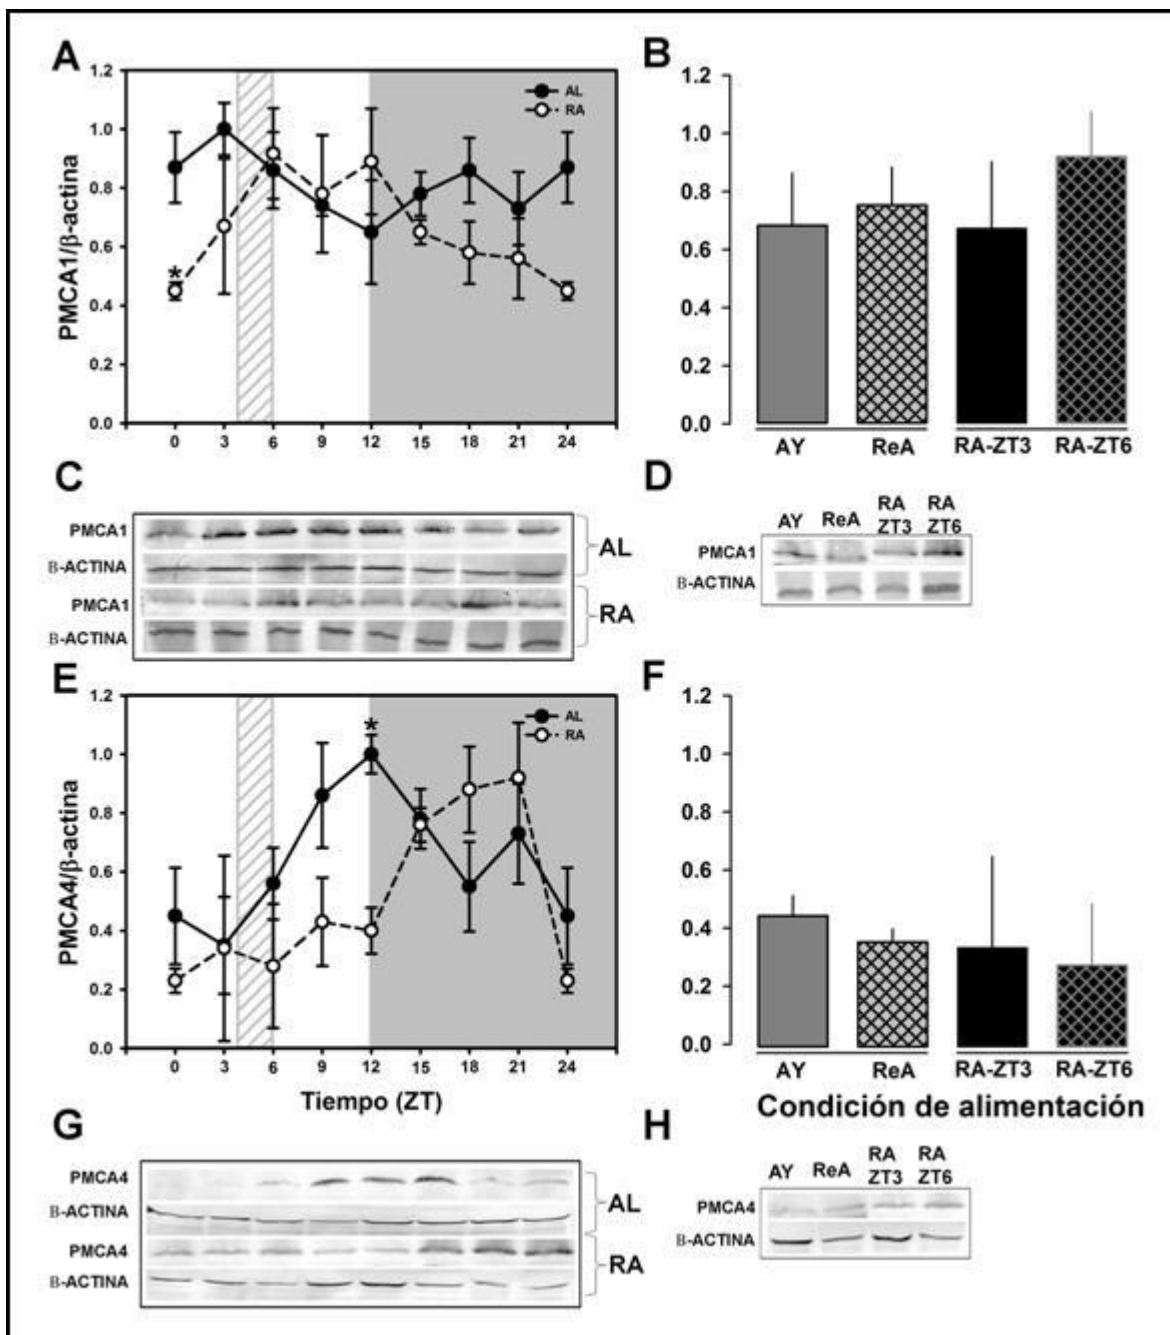 A
1.2
1.0
0.8
0.6
0.4
0.2
0.0
PMCA1/β-actina
AL
RA
*
0 3 6 9 12 15 18 21 24
B
1.2
1.0
0.8
0.6
0.4
0.2
0.0
AY ReA RA-ZT3 RA-ZT6
C
PMCA1
β-ACTINA
AL
PMCA1
β-ACTINA
RA
D
AY ReA RA ZT3 RA ZT6
PMCA1
β-ACTINA
E
1.2
1.0
0.8
0.6
0.4
0.2
0.0
PMCA4/β-actina
AL
RA
*
0 3 6 9 12 15 18 21 24
Tiempo (ZT)
F
1.2
1.0
0.8
0.6
0.4
0.2
0.0
AY ReA RA-ZT3 RA-ZT6
Condición de alimentación
G
PMCA4
β-ACTINA
AL
PMCA4
β-ACTINA
RA
H
AY ReA RA ZT3 RA ZT6
PMCA4
β-ACTINA